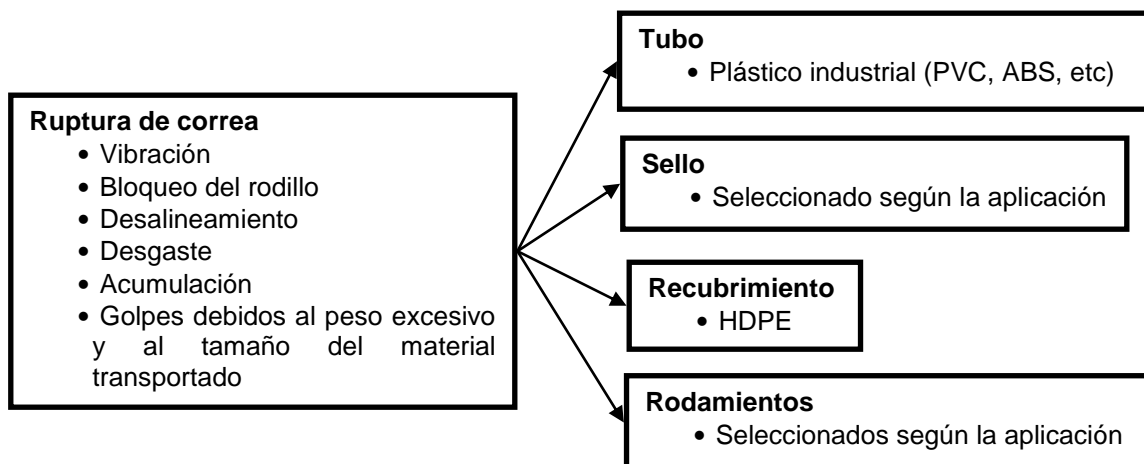 Ruptura de correa
• Vibración
• Bloqueo del rodillo
• Desalineamiento
• Desgaste
• Acumulación
• Golpes debidos al peso excesivo
y al tamaño del material
transportado
Tubo
• Plástico industrial (PVC, ABS, etc)
Sello
• Seleccionado según la aplicación
Recubrimiento
• HDPE
Rodamientos
• Seleccionados según la aplicación